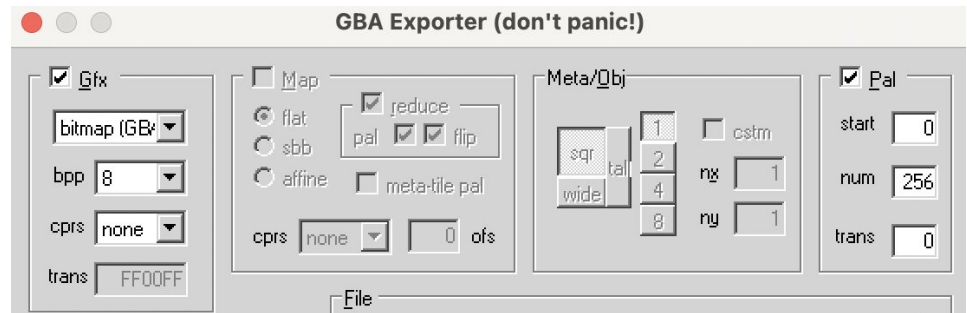 GBA Exporter (don't panic!)
Gfx
bitmap (GBA
bpp 8
cprs none
trans FF00FF
Map
flat
sbb
affine
reduce
pal flip
meta-tile pal
cprs none 0 ofs
Meta/Obj
sqr
tall
wide
1
2
4
8
cstm
nx 1
ny 1
Pal
start 0
num 256
trans 0
File